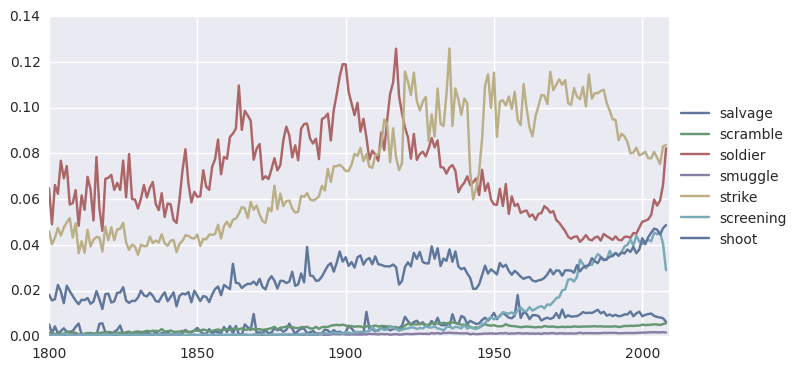 0.14
0.12
0.10
0.08
0.06
0.04
0.02
0.00
1800 1850 1900 1950 2000
salvage
scramble
soldier
smuggle
strike
screening
shoot